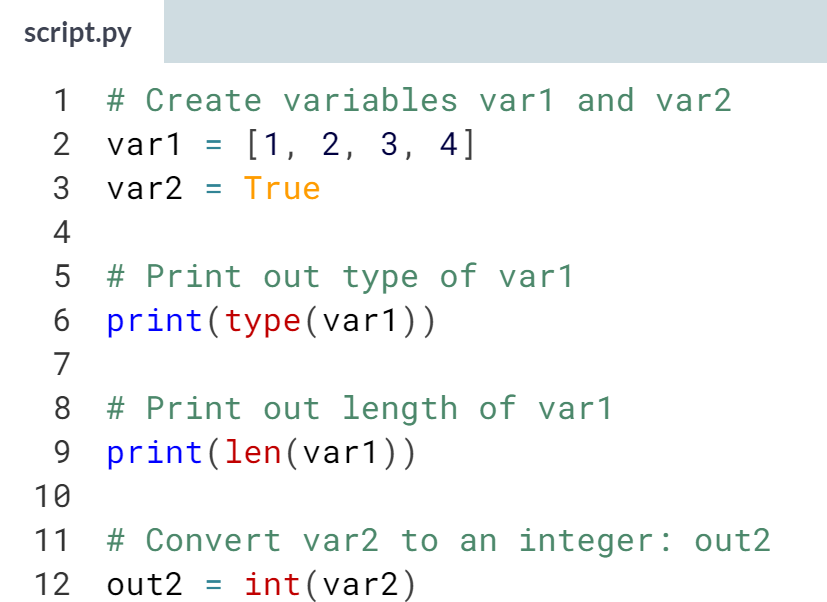 script.py
1 # Create variables var1 and var2
2 var1 = [1, 2, 3, 4]
3 var2 = True
4
5 # Print out type of var1
6 print(type(var1))
7
8 # Print out length of var1
9 print(len(var1))
10
11 # Convert var2 to an integer: out2
12 out2 = int(var2)